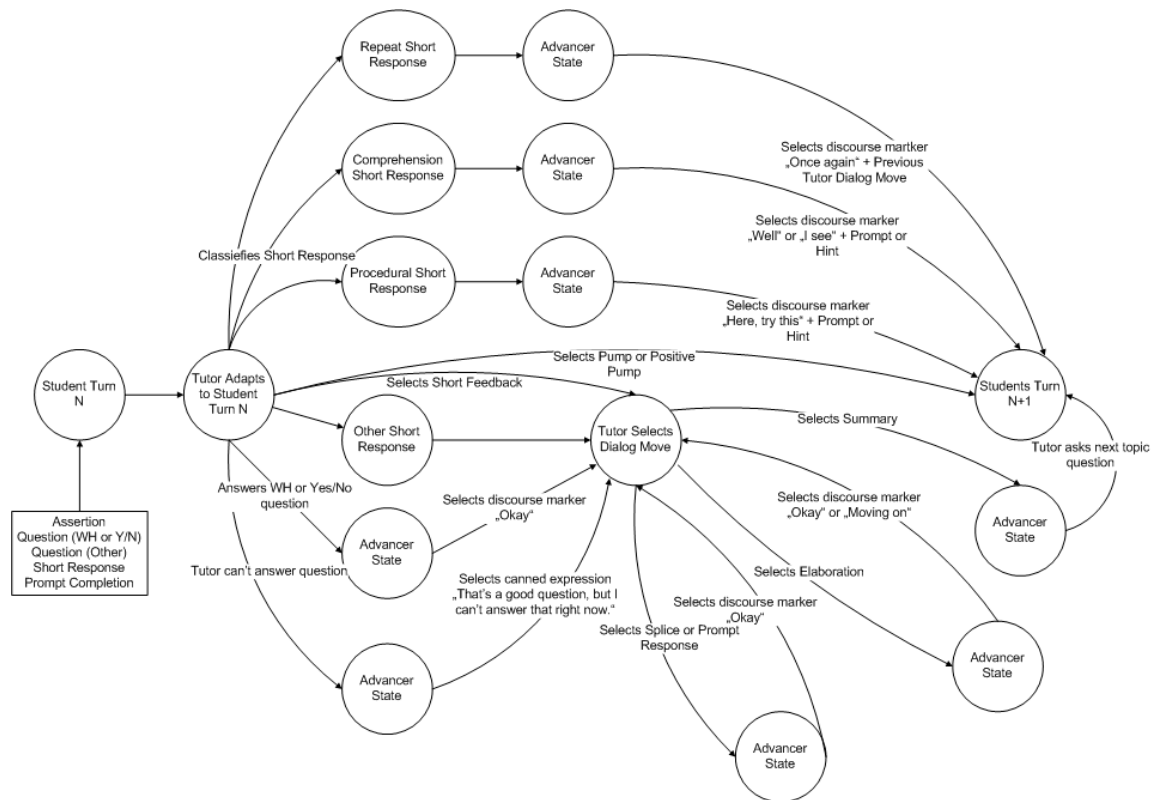 Repeat Short
Response
Advancer
State
Selects discourse martker
„Once again“ + Previous
Tutor Dialog Move
Comprehension
Short Response
Advancer
State
Selects discourse marker
„Well“ or „I see“ + Prompt or
Hint
Classiefies Short Response
Procedural Short
Response
Advancer
State
Selects discourse marker
„Here, try this“ + Prompt or
Hint
Student Turn
N
Tutor Adapts
to Student
Turn N
Selects Pump or Positive
Pump
Selects Short Feedback
Students Turn
N+1
Other Short
Response
Tutor Selects
Dialog Move
Selects Summary
Tutor asks next topic
question
Answers WH or Yes/No
question
Selects discourse marker
„Okay“
Selects discourse marker
„Okay“ or „Moving on“
Assertion
Question (WH or Y/N)
Question (Other)
Short Response
Prompt Completion
Advancer
State
Advancer
State
Tutor can’t answer question
Selects canned expression
„That’s a good question, but I
can’t answer that right now.“
Selects Elaboration
Selects discourse marker
„Okay“
Selects Splice or Prompt
Response
Advancer
State
Advancer
State
Advancer
State